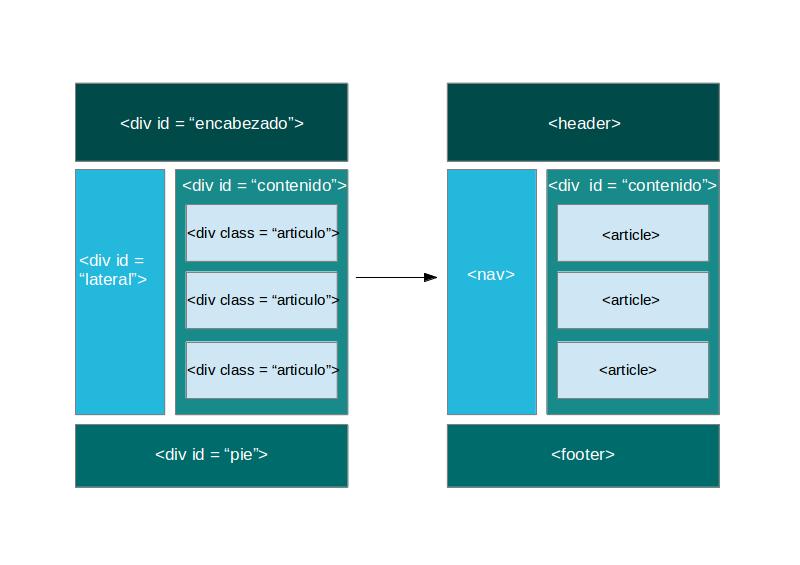 <div id = “encabezado”>
<div id =
“lateral”>
<div id = “contenido”>
<div class = “articulo”>
<div class = “articulo”>
<div class = “articulo”>
<div id = “pie”>
<header>
<nav>
<div  id = “contenido”>
<article>
<article>
<article>
<footer>